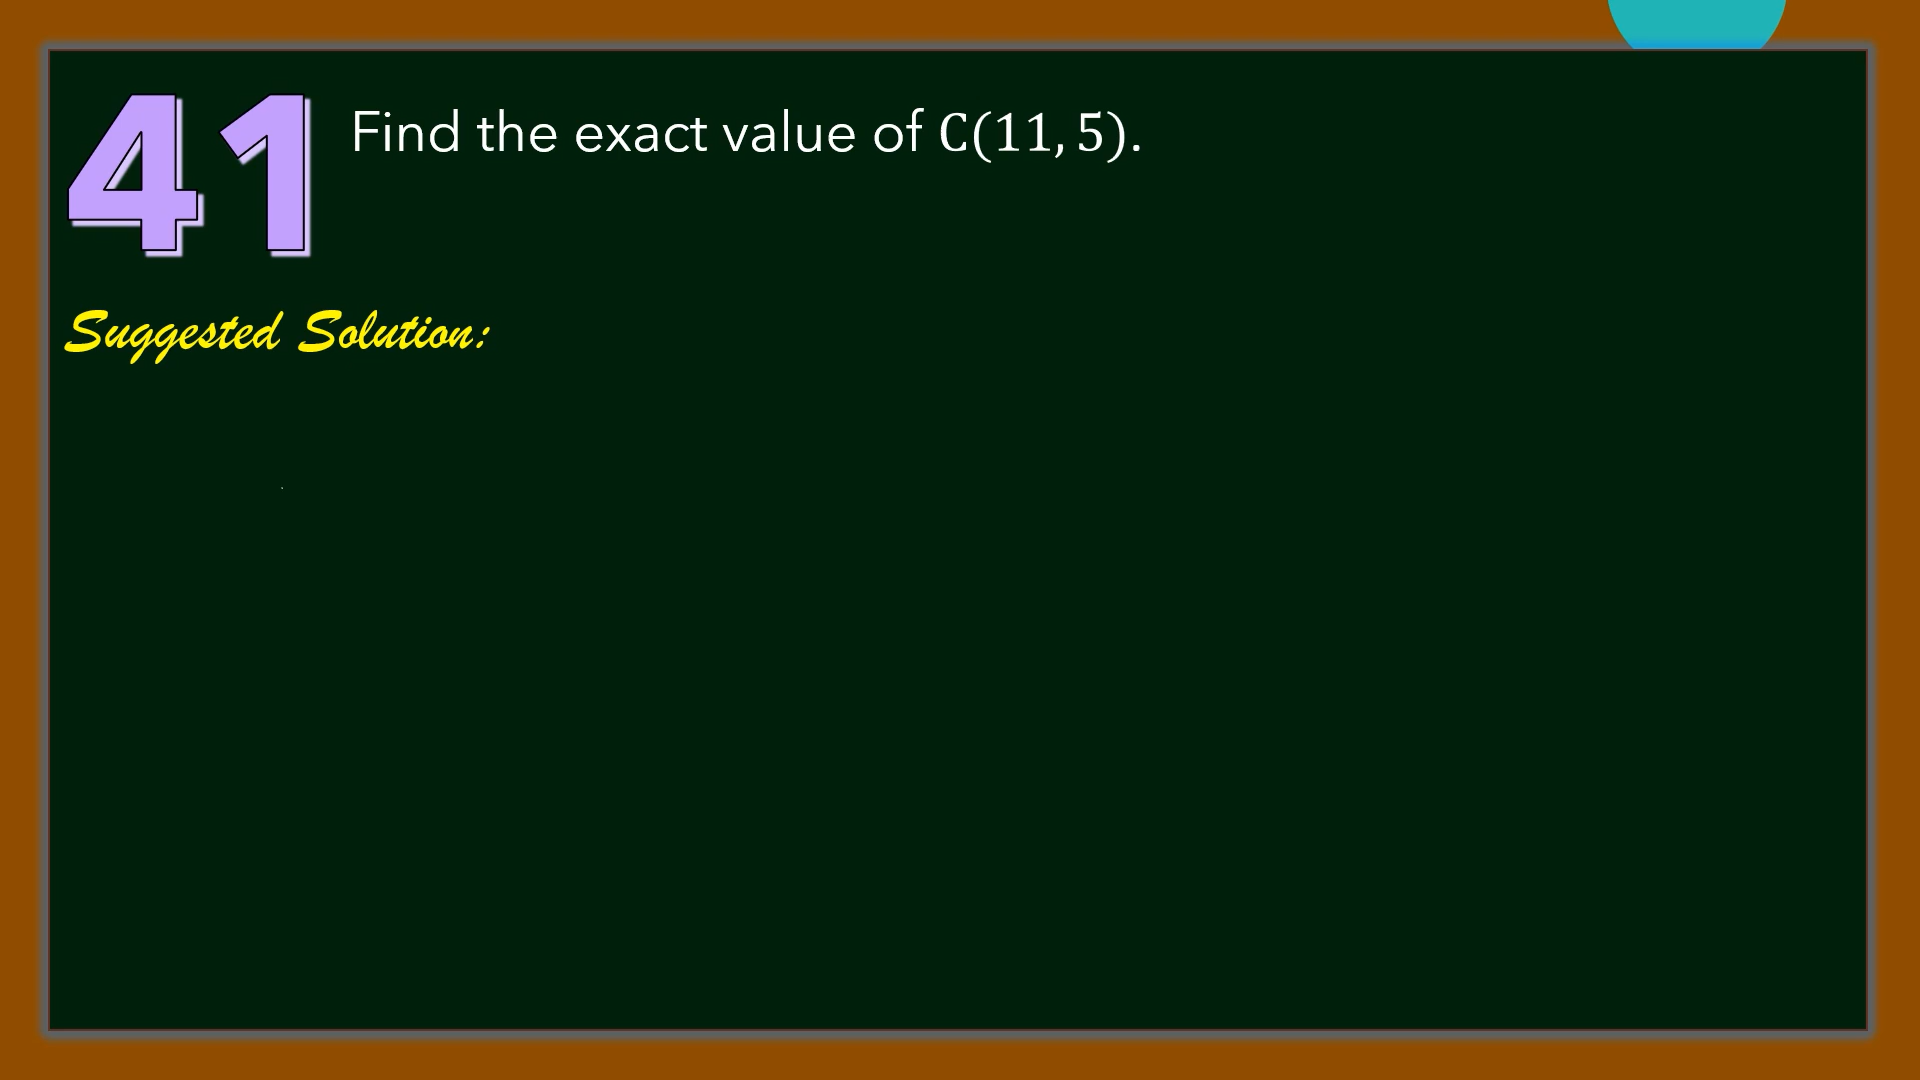 41 Find the exact value of C(11, 5).
Suggested Solution: